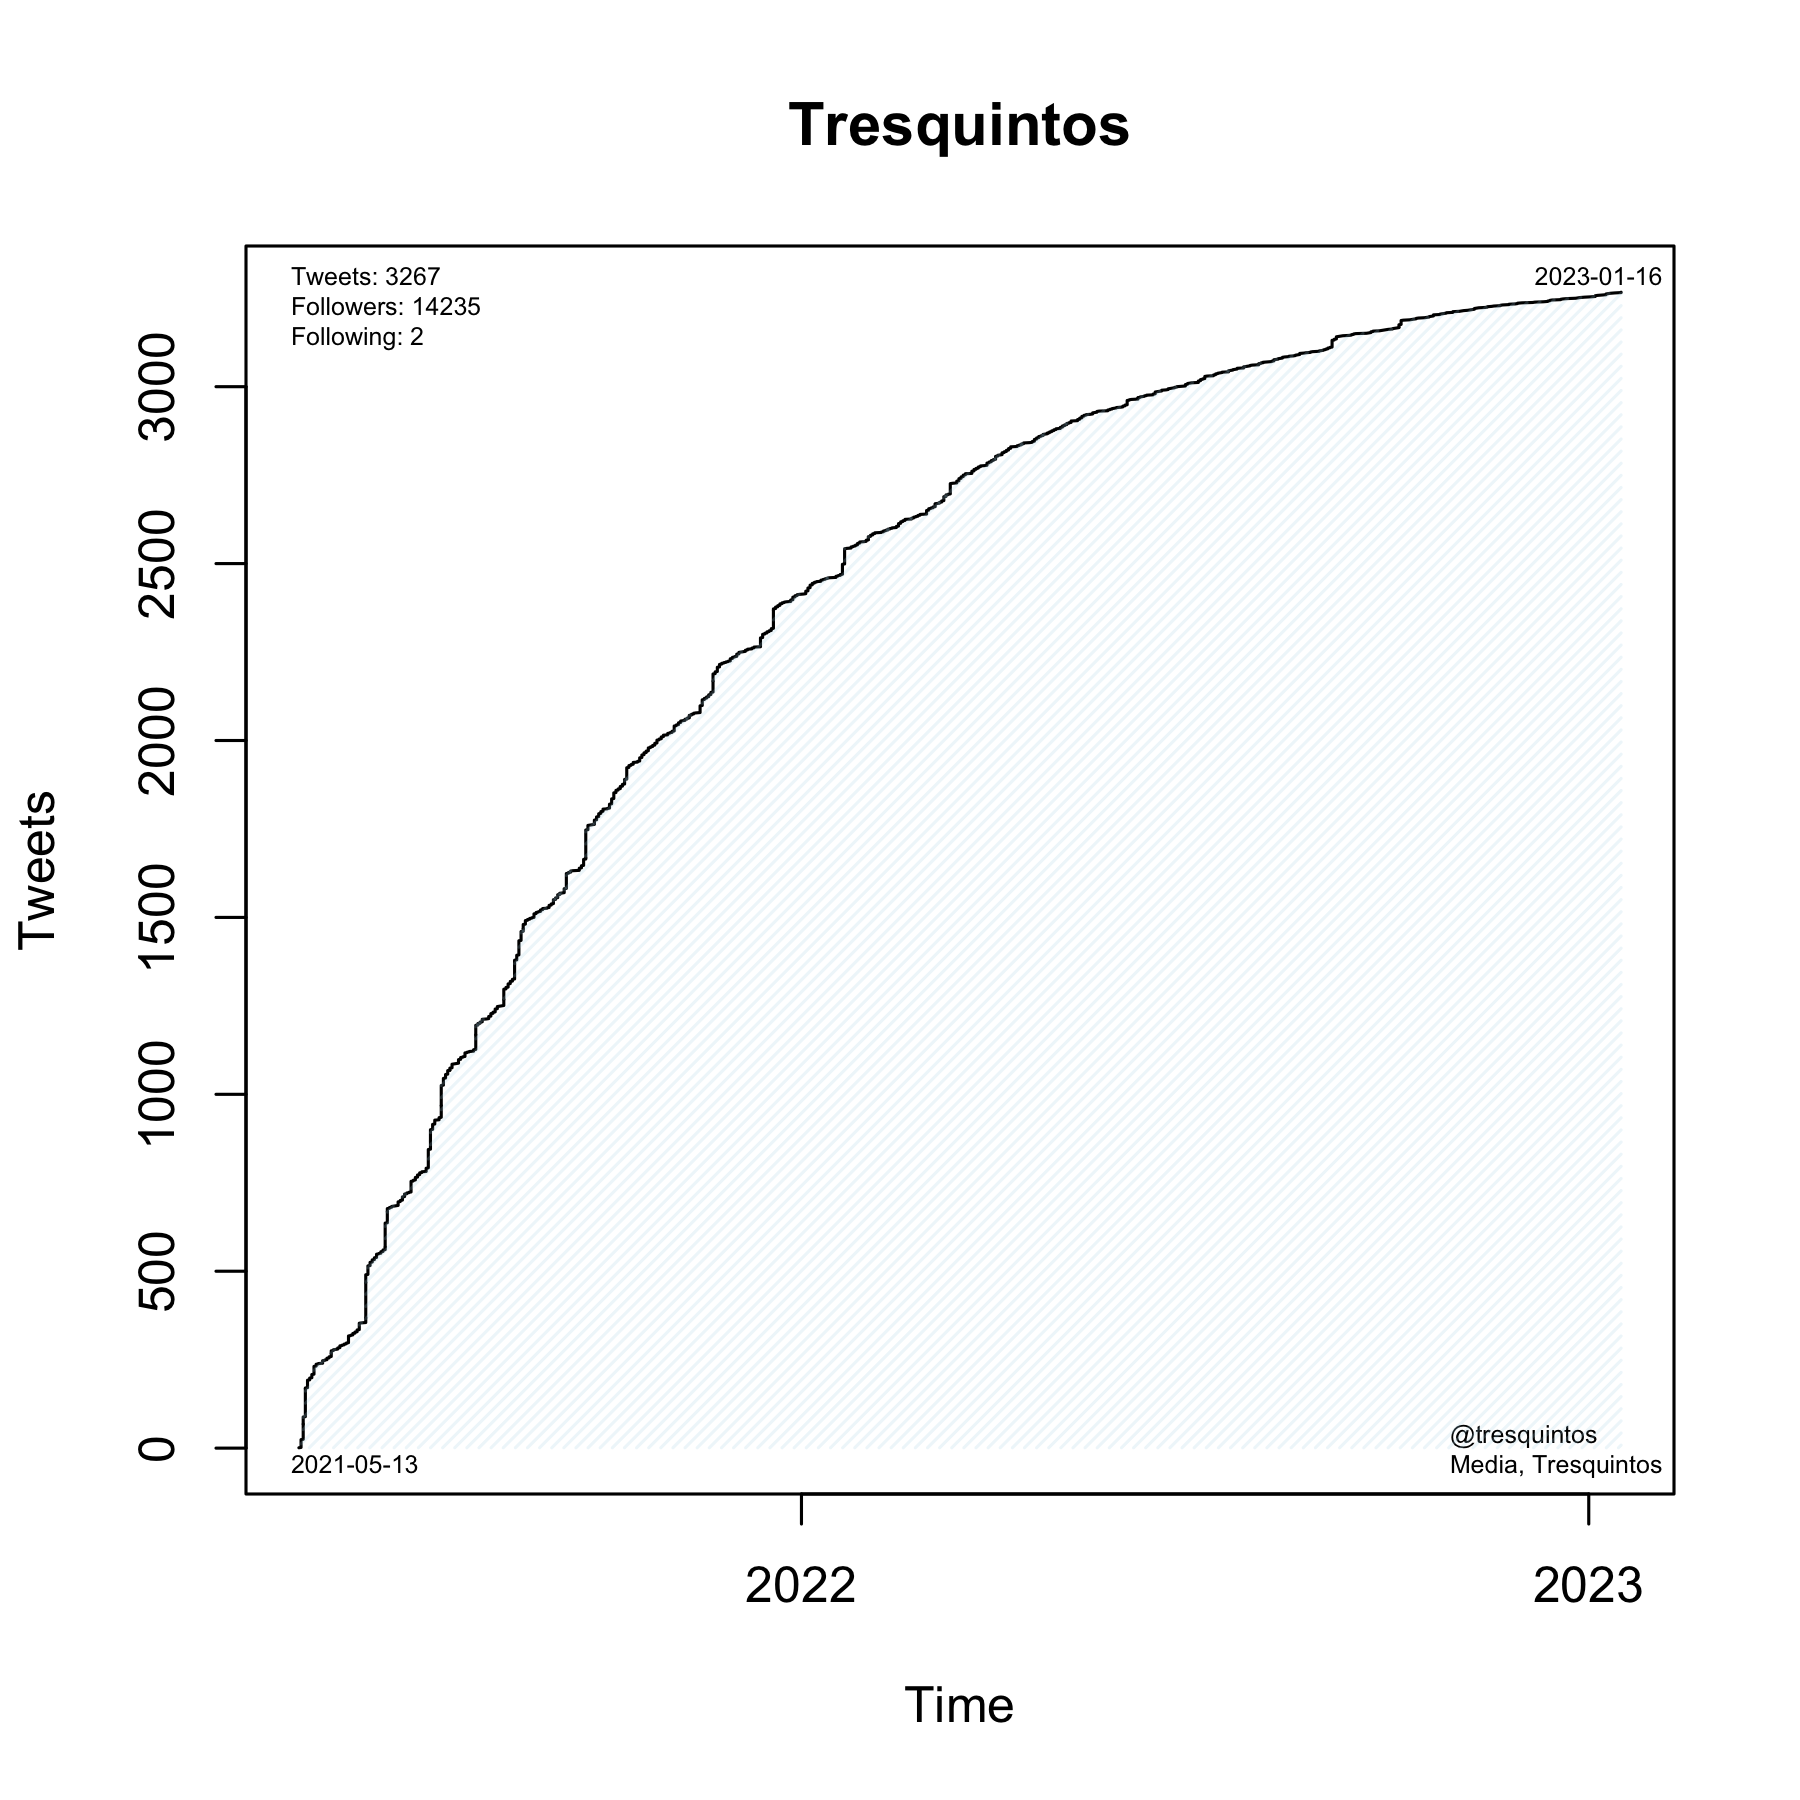 Tresquintos
Tweets: 3267
Followers: 14235
Following: 2
2023-01-16
3000
2500
2000
1500
1000
500
0
Tweets
2021-05-13
@tresquintos
Media, Tresquintos
2022
2023
Time